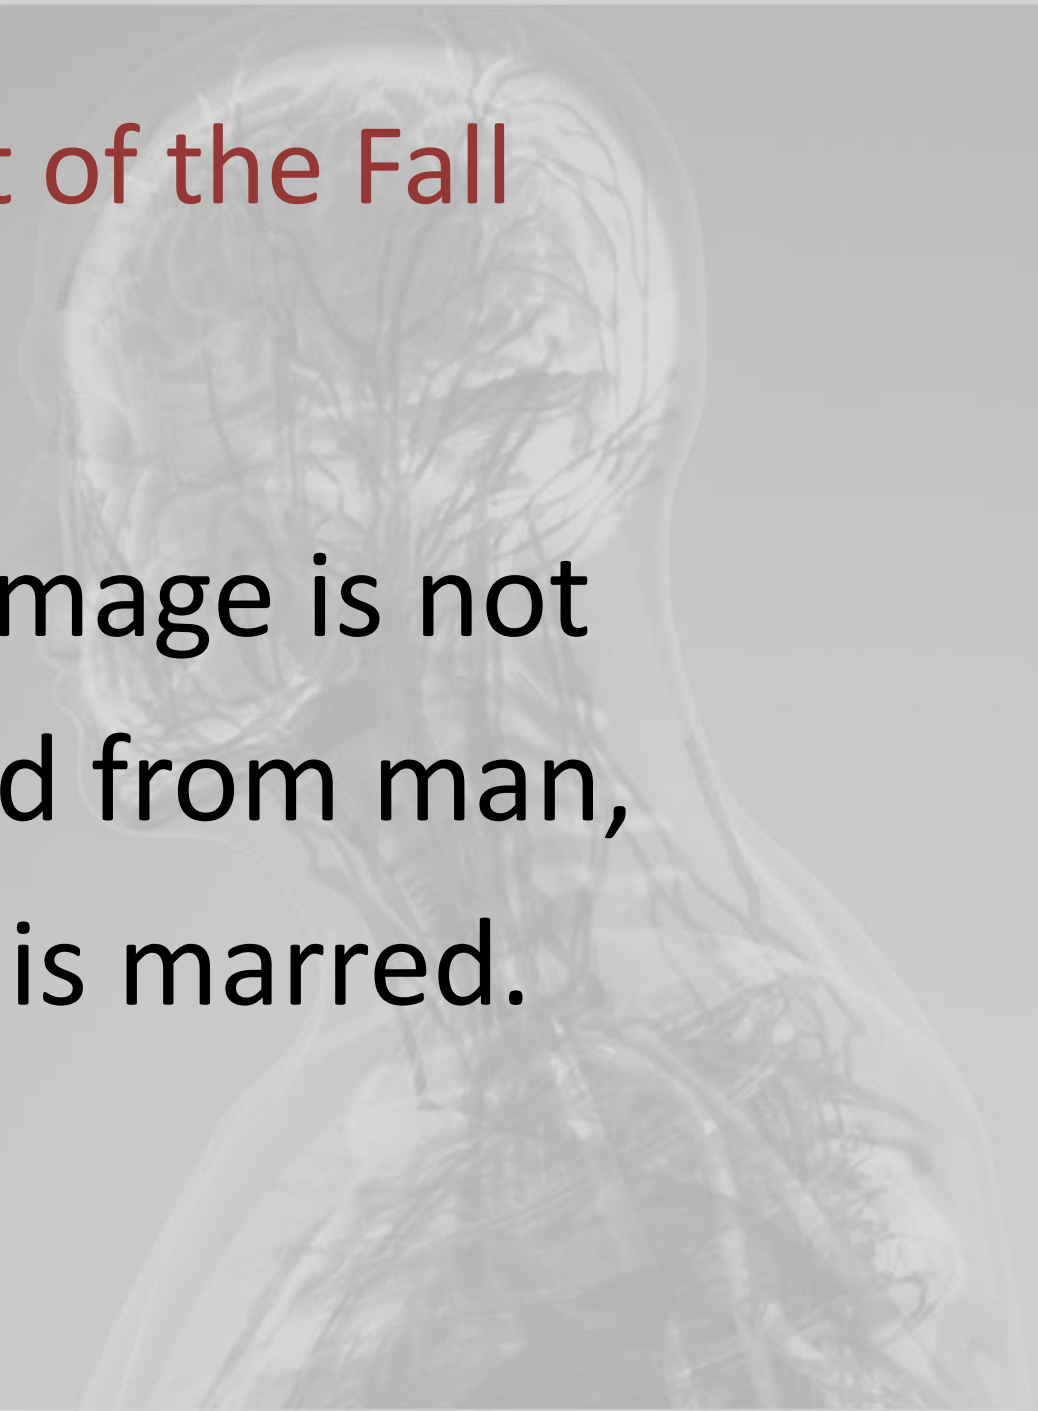 t of the Fall
mage is not
d from man,
is marred.